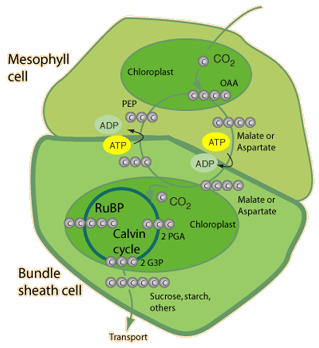 Mesophyll
cell
Chloroplast
CO2
OAA
C C C C
PEP
C C C
ADP
ATP
C C C C
Malate or
Aspartate
ATP
ADP
C C C
C C C C
Malate or
Aspartate
C CO2
RuBP
C C C C C
Calvin
cycle
C C C
2 PGA
Chloroplast
C C C
2 G3P
Bundle
sheath cell
C C C C C C
Sucrose, starch,
others
Transport